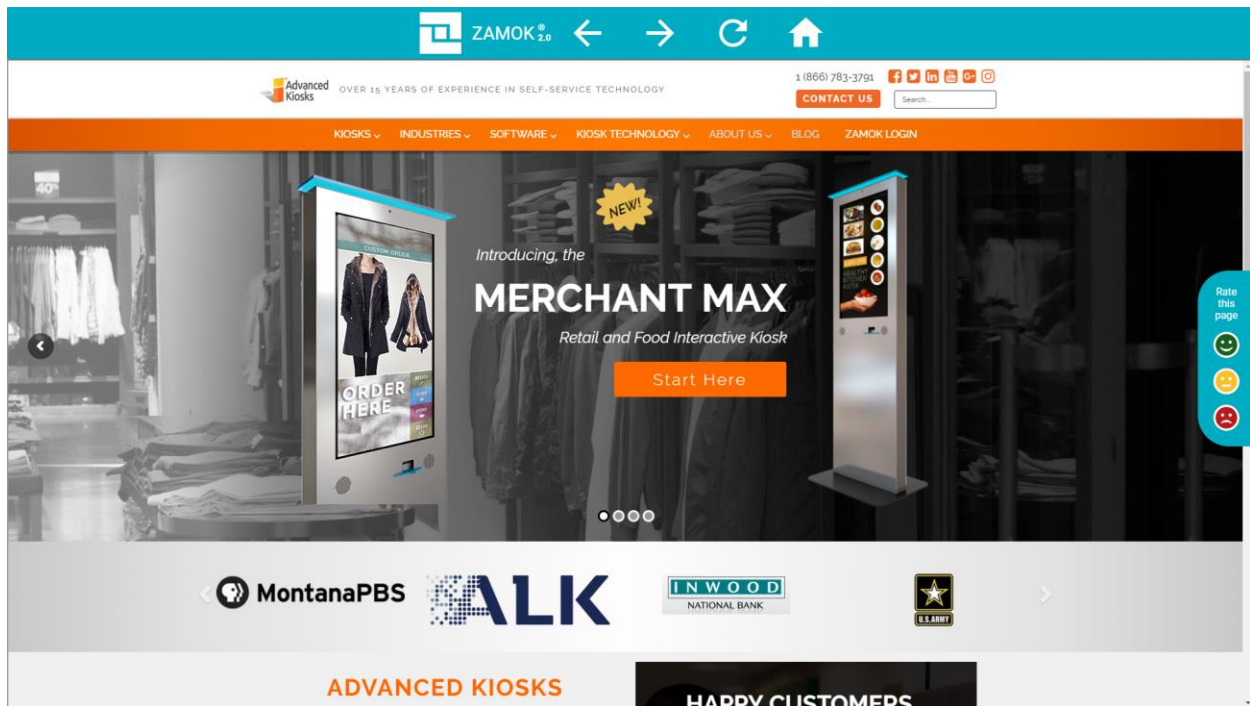 ZAMOK ® 2.0
Advanced
Kiosks
OVER 15 YEARS OF EXPERIENCE IN SELF-SERVICE TECHNOLOGY
1 (866) 783-3791
CONTACT US
Search..
KIOSKS
INDUSTRIES
SOFTWARE
KIOSK TECHNOLOGY
ABOUT US
BLOG
ZAMOK LOGIN
40%
NEW!
Introducing, the
MERCHANT MAX
Retail and Food Interactive Kiosk
Start Here
CUSTOM ORDER
ORDER
HERE
HEALTHY
KITCHEN
KIOSK
Rate
this
page
MontanaPBS
ALK
INWOOD
NATIONAL BANK
U.S.ARMY
ADVANCED KIOSKS
HAPPY CUSTOMERS